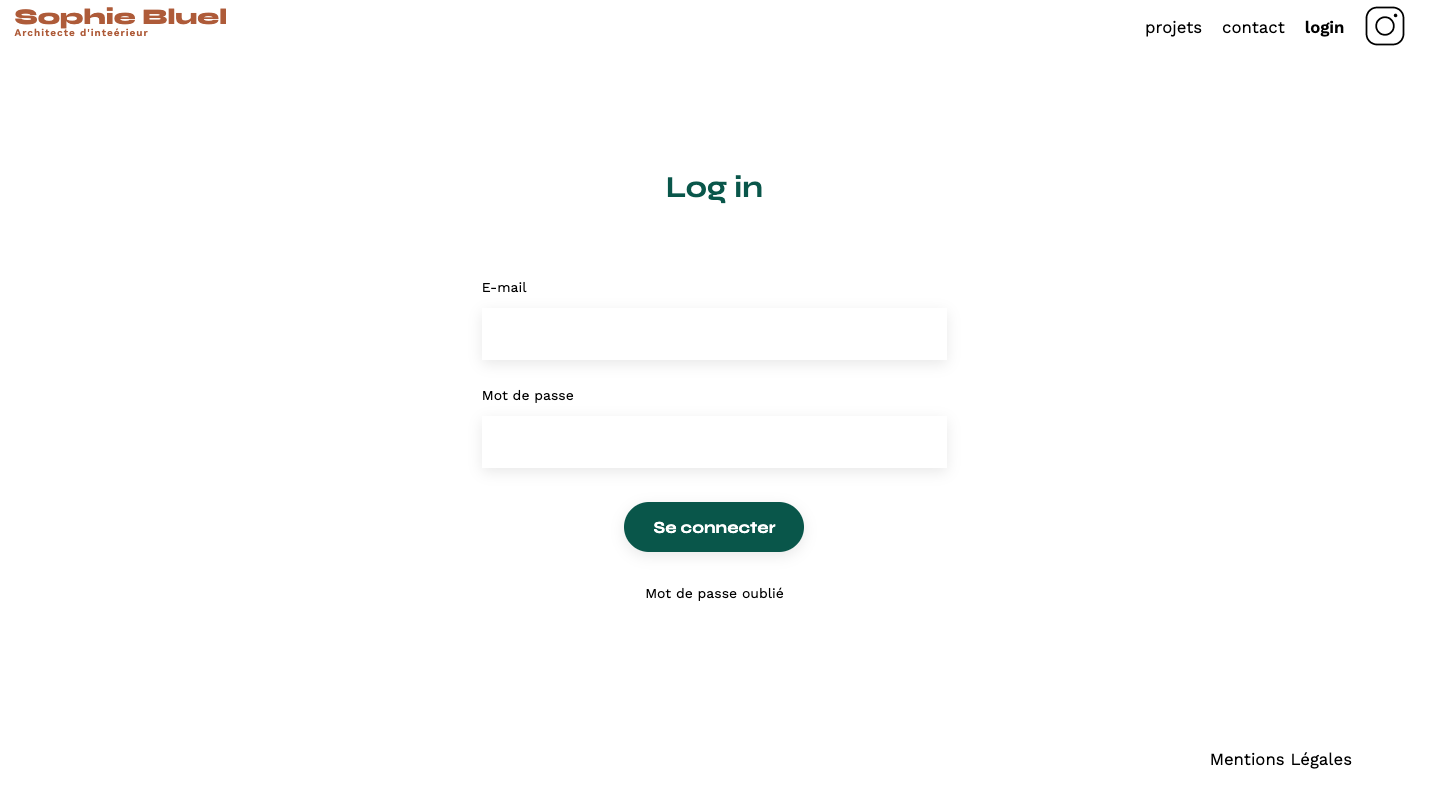 Sophie Bluel
Architecte d'inteérieur
projets contact login
Log in
E-mail
Mot de passe
Se connecter
Mot de passe oublié
Mentions Légales